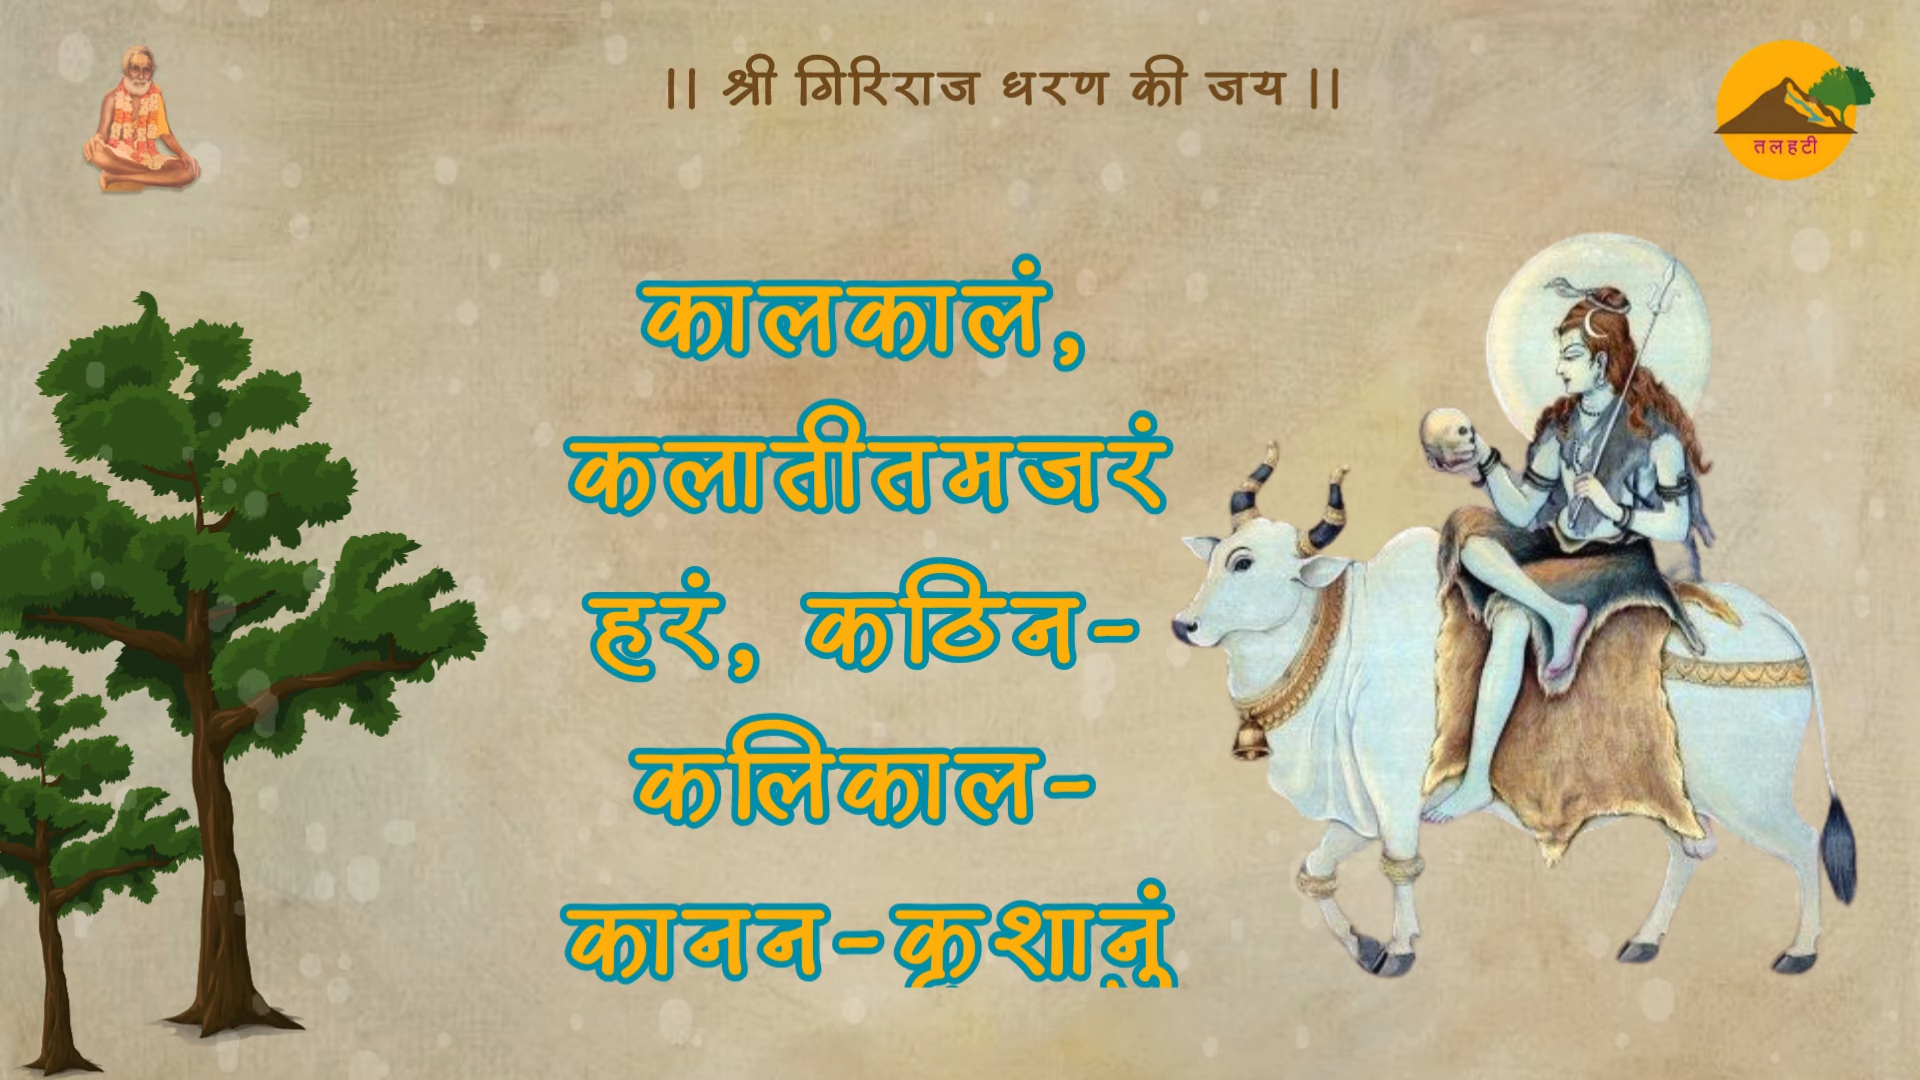 || श्री गिरिराज धरण की जय ||
तलहटी
कालकालं,
कलातीतमजरं
हरं, कठिन-
कलिकाल-
कानन-कृशानुं